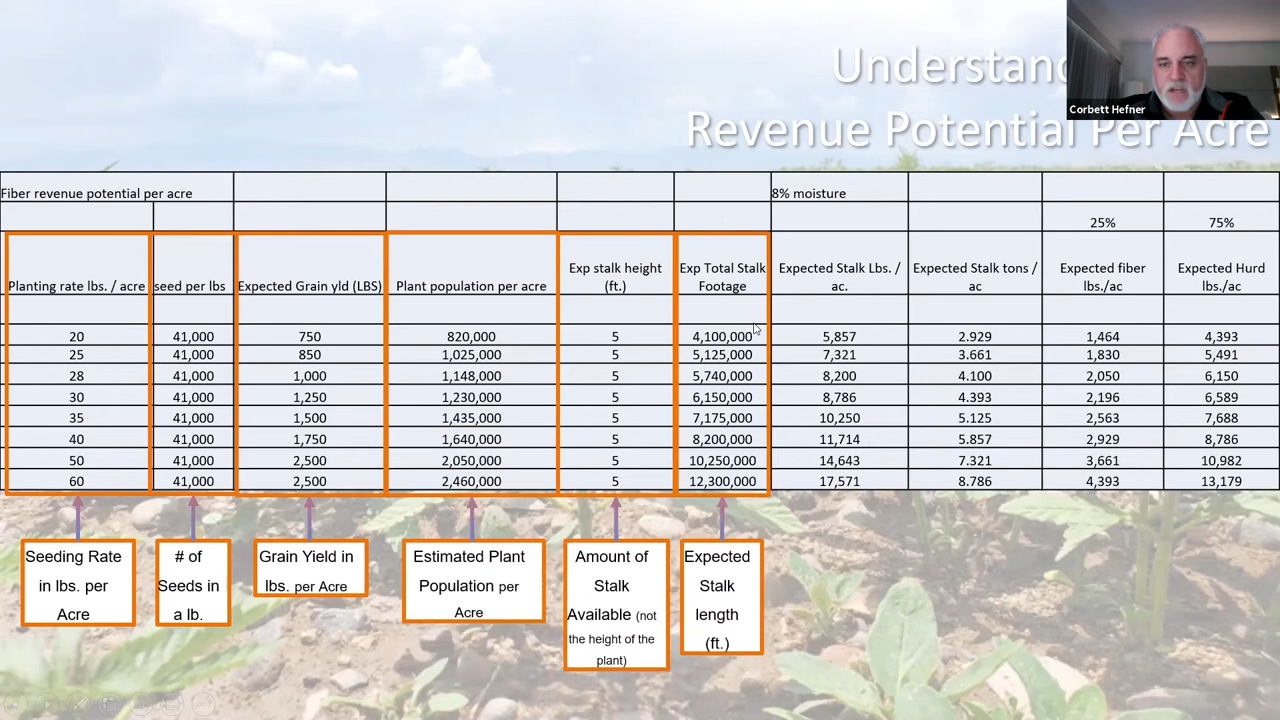 Understand
Corbett Hefner
Revenue Potential Per Acre
Fiber revenue potential per acre 8% moisture
25% 75%
Exp stalk height Exp Total Stalk Expected Stalk Lbs. / Expected Stalk tons / Expected fiber Expected Hurd
Planting rate lbs. / acre seed per lbs Expected Grain yld (LBS) Plant population per acre (ft.) Footage ac. ac lbs./ac lbs./ac
20 41,000 750 820,000 5 4,100,000 5,857 2.929 1,464 4,393
25 41,000 850 1,025,000 5 5,125,000 7,321 3.661 1,830 5,491
28 41,000 1,000 1,148,000 5 5,740,000 8,200 4.100 2,050 6,150
30 41,000 1,250 1,230,000 5 6,150,000 8,786 4.393 2,196 6,589
35 41,000 1,500 1,435,000 5 7,175,000 10,250 5.125 2,563 7,688
40 41,000 1,750 1,640,000 5 8,200,000 11,714 5.857 2,929 8,786
50 41,000 2,500 2,050,000 5 10,250,000 14,643 7.321 3,661 10,982
60 41,000 2,500 2,460,000 5 12,300,000 17,571 8.786 4,393 13,179
Seeding Rate
in lbs. per
Acre
# of
Seeds in
a lb.
Grain Yield in
lbs. per Acre
Estimated Plant
Population per
Acre
Amount of
Stalk
Available (not
the height of the
plant)
Expected
Stalk
length
(ft.)